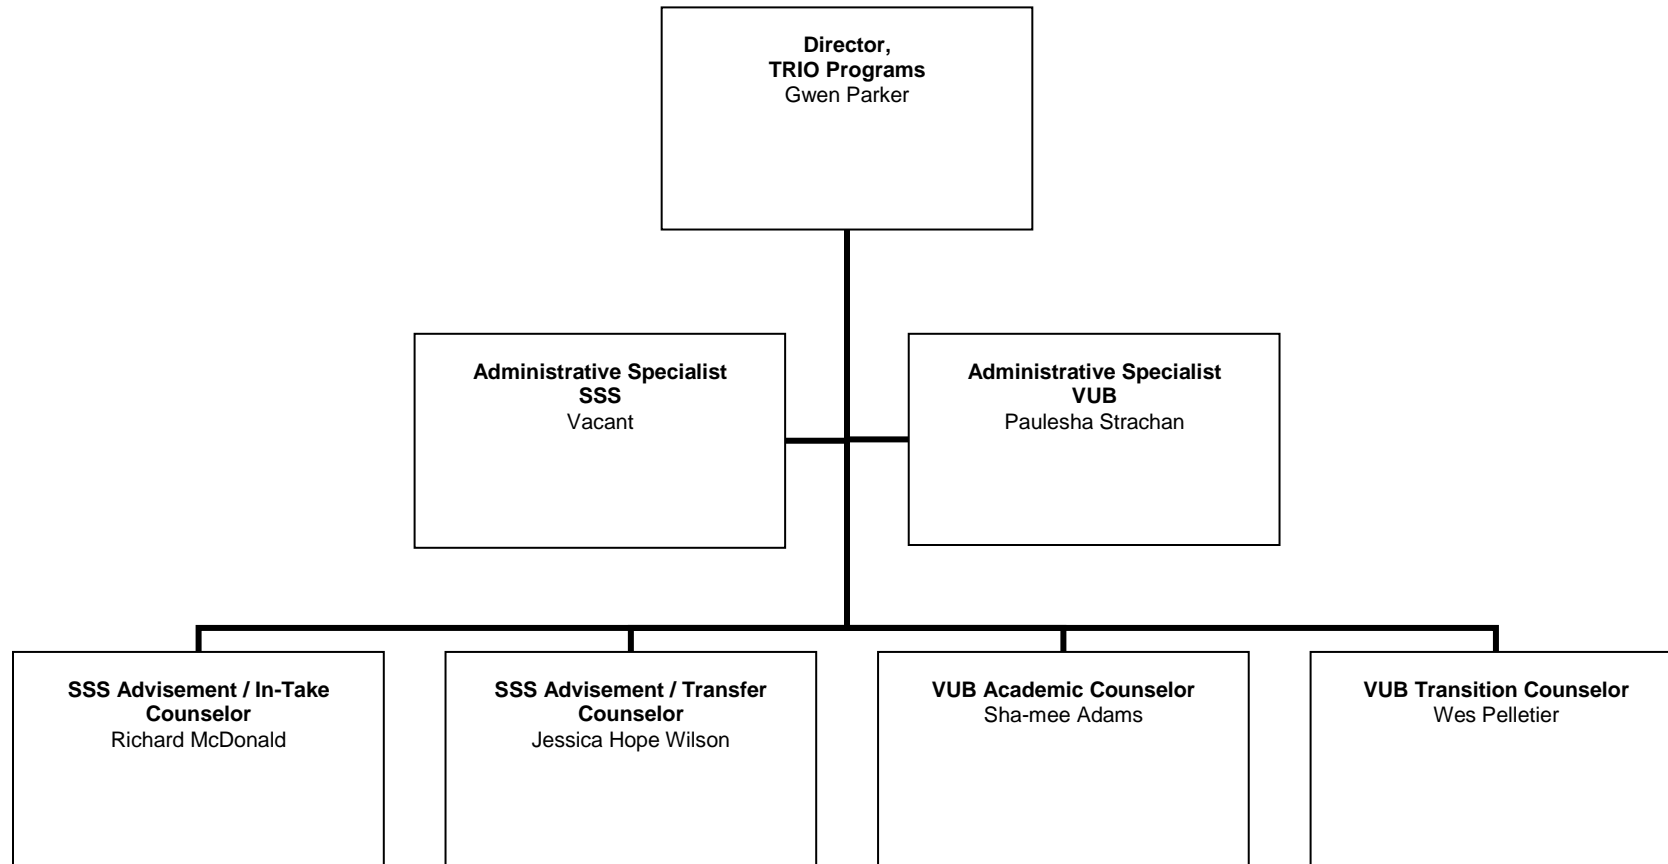 Director,
TRIO Programs
Gwen Parker
Administrative Specialist
SSS
Vacant
Administrative Specialist
VUB
Paulesha Strachan
SSS Advisement / In-Take
Counselor
Richard McDonald
SSS Advisement / Transfer
Counselor
Jessica Hope Wilson
VUB Academic Counselor
Sha-mee Adams
VUB Transition Counselor
Wes Pelletier